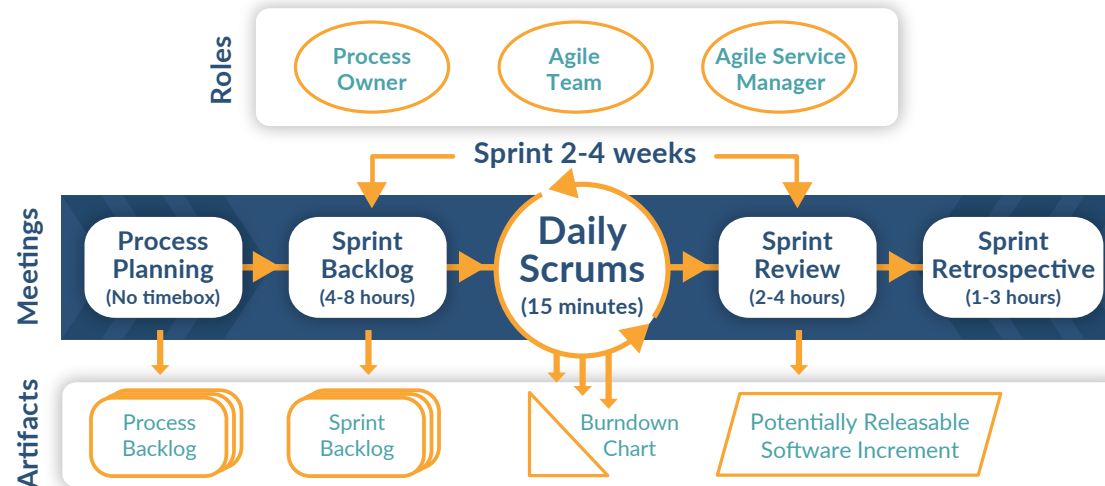 Roles
Process
Owner
Agile
Team
Agile Service
Manager
Sprint 2-4 weeks
Meetings
Process
Planning
(No timebox)
Sprint
Backlog
(4-8 hours)
Daily
Scrums
(15 minutes)
Sprint
Review
(2-4 hours)
Sprint
Retrospective
(1-3 hours)
Artifacts
Process
Backlog
Sprint
Backlog
Burndown
Chart
Potentially Releasable
Software Increment